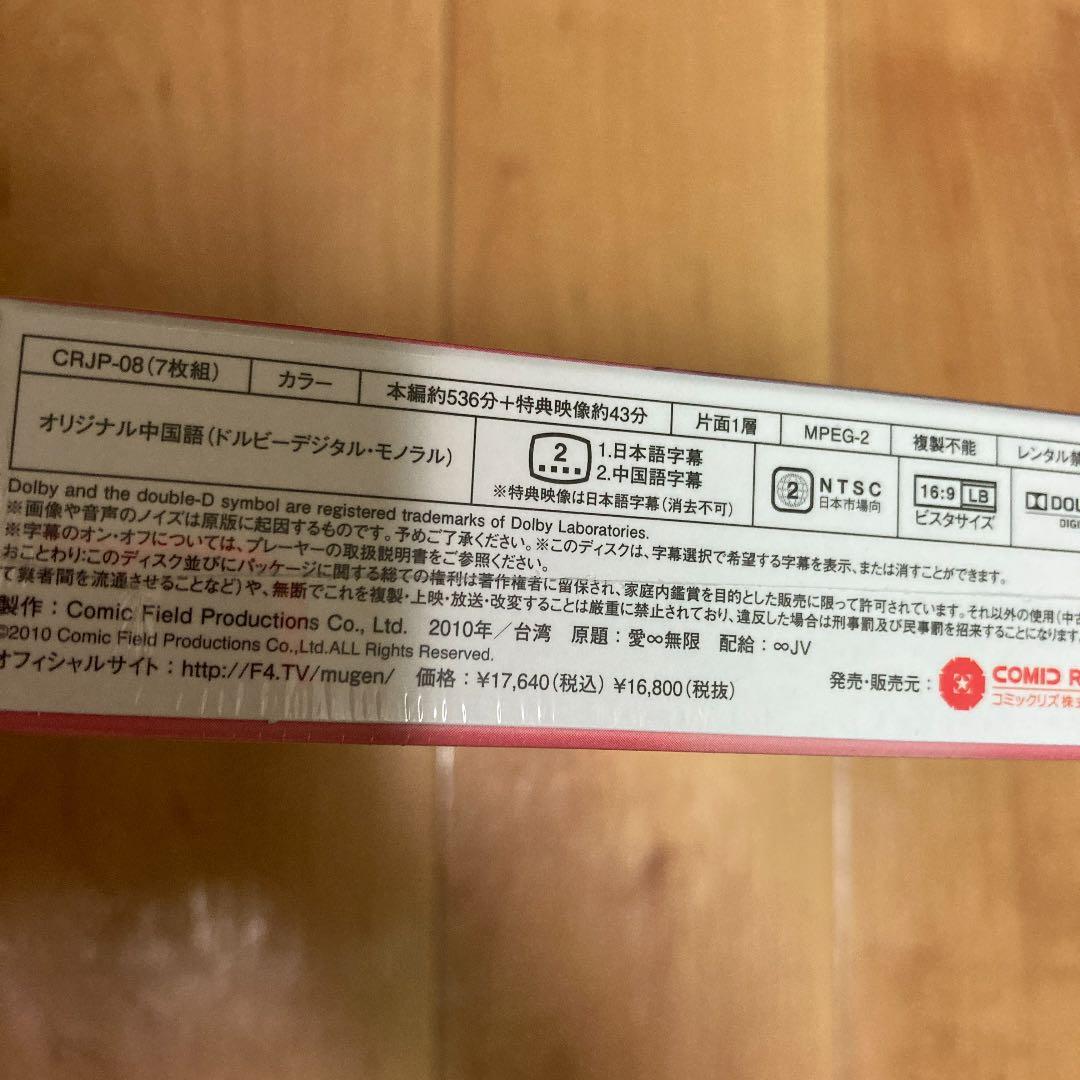 CRJP-08(7枚組) カラー 本編約536分＋特典映像約43分 片面1層 MPEG-2 複製不能 レンタル禁
オリジナル中国語(ドルビーデジタル・モノラル)
2 1.日本語字幕
2.中国語字幕
※特典映像は日本語字幕(消去不可)
2 NTSC
日本市場向
16:9 LB
ビスタサイズ
DOL
DIGI
Dolby and the double-D symbol are registered trademarks of Dolby Laboratories.
※画像や音声のノイズは原版に起因するものです。予めご了承ください。※このディスクは、字幕選択で希望する字幕を表示、または消すことができます。
※字幕のオン・オフについては、プレーヤーの取扱説明書をご参照ください。
おことわり:このディスク並びにパッケージに関する総ての権利は著作権者に留保され、家庭内鑑賞を目的とした販売に限って許可されています。それ以外の使用(中古
て業者間を流通させることなど)や、無断でこれを複製・上映・放送・改変することは厳重に禁止されており、違反した場合は刑事罰及び民事罰を招来することになります。
製作：Comic Field Productions Co., Ltd. 2010年／台湾 原題：愛∞無限 配給：∞JV
©2010 Comic Field Productions Co.,Ltd.ALL Rights Reserved.
オフィシャルサイト：http://F4.TV/mugen/ 価格：¥17,640(税込) ¥16,800(税抜)
発売・販売元： COMIC R
コミックリズ株式